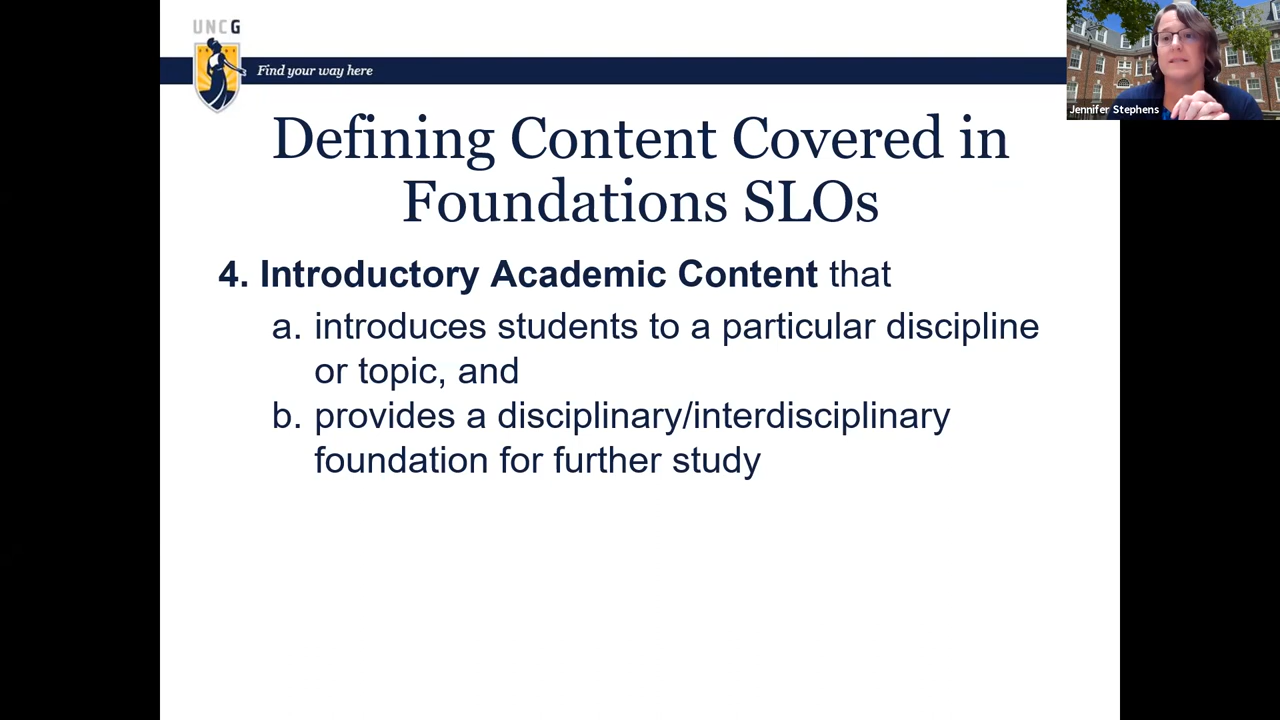 UNCG
Find your way here
Jennifer Stephens
Defining Content Covered in
Foundations SLOs
4. Introductory Academic Content that
a. introduces students to a particular discipline
or topic, and
b. provides a disciplinary/interdisciplinary
foundation for further study